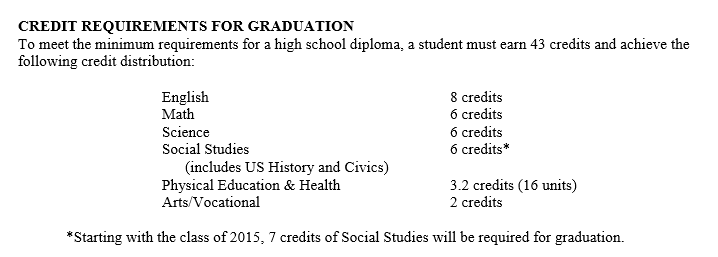 CREDIT REQUIREMENTS FOR GRADUATION
To meet the minimum requirements for a high school diploma, a student must earn 43 credits and achieve the
following credit distribution:
English 8 credits
Math 6 credits
Science 6 credits
Social Studies 6 credits*
(includes US History and Civics)
Physical Education & Health 3.2 credits (16 units)
Arts/Vocational 2 credits
*Starting with the class of 2015, 7 credits of Social Studies will be required for graduation.